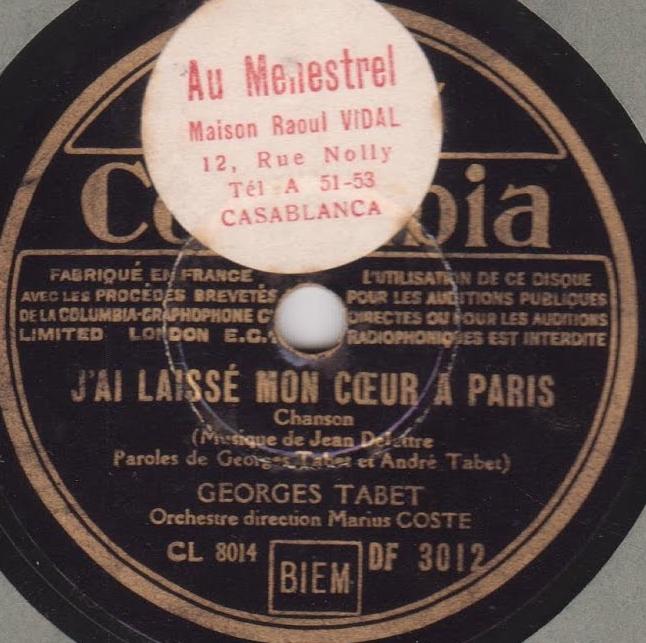 Au Menestrel
Maison Raoul VIDAL
12, Rue Nolly
Tél A 51-53
CASABLANCA
FABRIQUÉ EN FRANCE
AVEC LES PROCÉDÉS BREVETÉS
DE LA COLUMBIA-GRAPHOPHONE
LIMITED LONDON E.C.
L'UTILISATION DE CE DISQUE
POUR LES AUDITIONS PUBLIQUES
DIRECTES OU POUR LES AUDITIONS
RADIOPHONIQUES EST INTERDITE
J'AI LAISSÉ MON CŒUR A PARIS
Chanson
(Musique de Jean Delattre
Paroles de Georges Tabet et André Tabet)
GEORGES TABET
Orchestre direction Marius COSTE
CL 8014 BIEM DF 3012